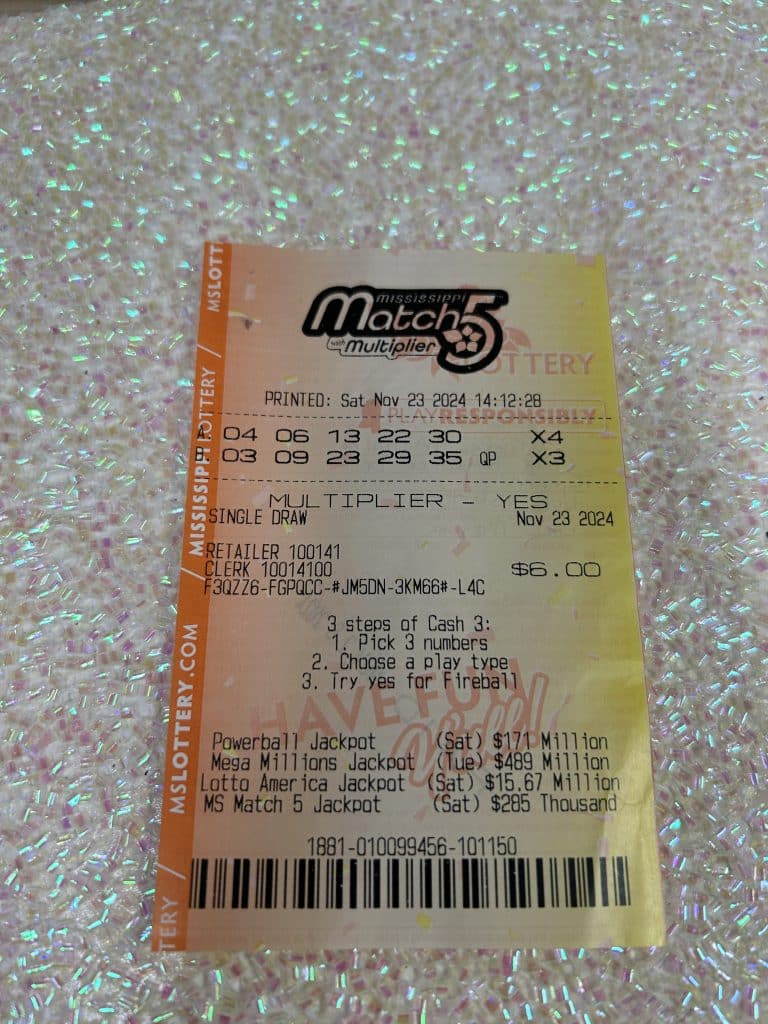 MISSISSIPPI
Match 5
with Multiplier
LOTTERY
PRINTED: Sat Nov 23 2024 14:12:28
PLAY RESPONSIBLY
A 04 06 13 22 30 X4
B 03 09 23 29 35 QP X3
MULTIPLIER - YES
SINGLE DRAW Nov 23 2024
RETAILER 100141
CLERK 10014100 $6.00
F3QZZ6-FGPQCC-#JM5DN-3KM66#-L4C
3 steps of Cash 3:
1. Pick 3 numbers
2. Choose a play type
3. Try yes for Fireball
HAVE FUN
Y'all!
Powerball Jackpot (Sat) $171 Million
Mega Millions Jackpot (Tue) $489 Million
Lotto America Jackpot (Sat) $15.67 Million
MS Match 5 Jackpot (Sat) $285 Thousand
1881-010099456-101150
TERY / MSLOTTERY.COM / MISSISSIPPI LOTTERY / MSLOTT